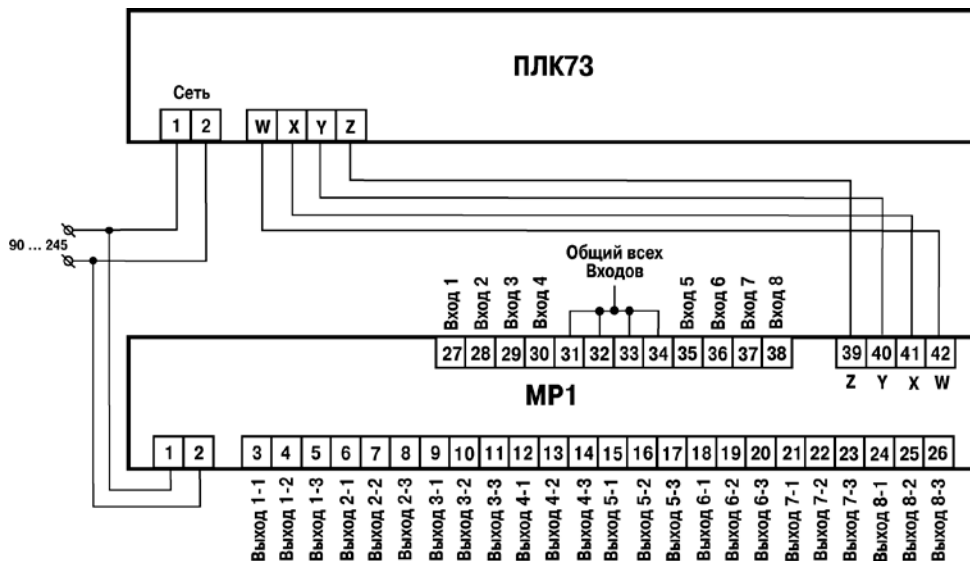 ПЛК73
Сеть
1 2 W X Y Z
90 ... 245
Общий всех
Входов
Вход 1
Вход 2
Вход 3
Вход 4
Вход 5
Вход 6
Вход 7
Вход 8
27 28 29 30 31 32 33 34 35 36 37 38 39 40 41 42
Z Y X W
МР1
1 2 3 4 5 6 7 8 9 10 11 12 13 14 15 16 17 18 19 20 21 22 23 24 25 26
Выход 1-1
Выход 1-2
Выход 1-3
Выход 2-1
Выход 2-2
Выход 2-3
Выход 3-1
Выход 3-2
Выход 3-3
Выход 4-1
Выход 4-2
Выход 4-3
Выход 5-1
Выход 5-2
Выход 5-3
Выход 6-1
Выход 6-2
Выход 6-3
Выход 7-1
Выход 7-2
Выход 7-3
Выход 8-1
Выход 8-2
Выход 8-3